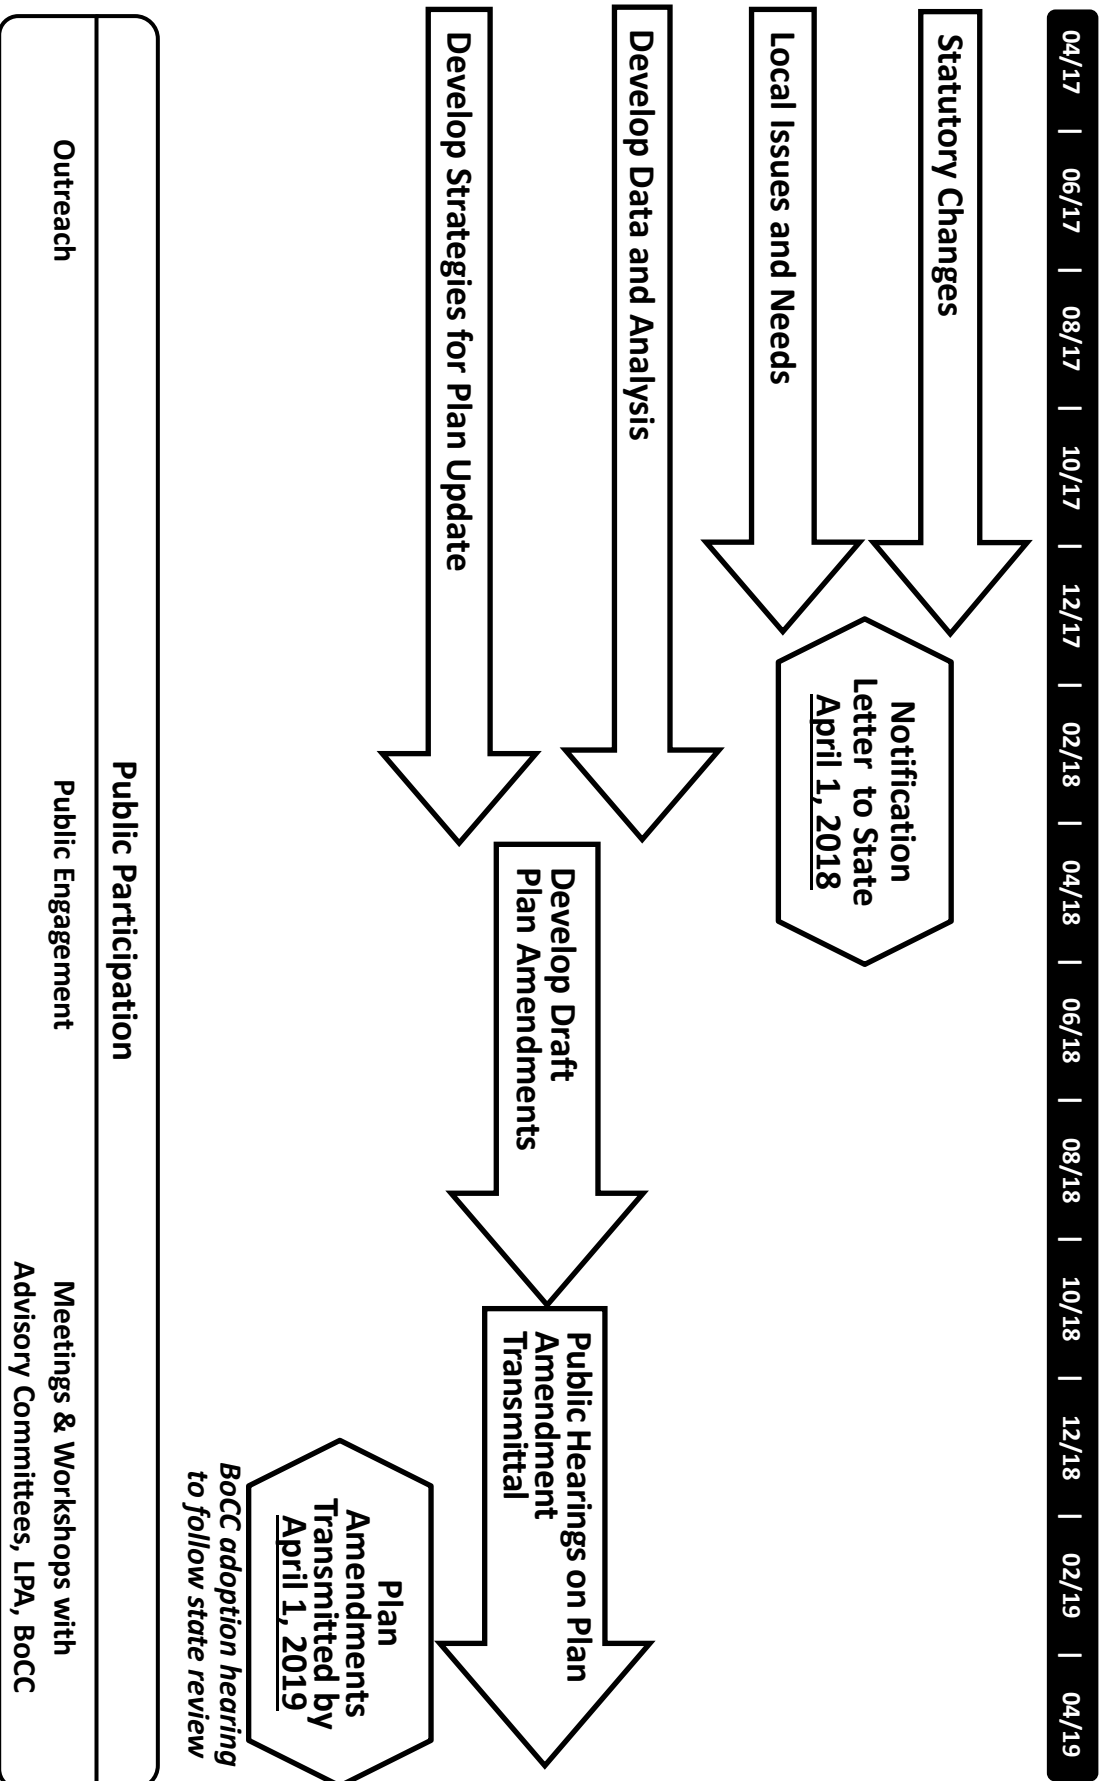 04/17 | 06/17 | 08/17 | 10/17 | 12/17 | 02/18 | 04/18 | 06/18 | 08/18 | 10/18 | 12/18 | 02/19 | 04/19
Statutory Changes
Local Issues and Needs
Notification
Letter to State
April 1, 2018
Develop Data and Analysis
Develop Strategies for Plan Update
Develop Draft
Plan Amendments
Public Hearings on Plan
Amendment
Transmittal
Plan
Amendments
Transmitted by
April 1, 2019
BoCC adoption hearing
to follow state review
Public Participation
Outreach
Public Engagement
Meetings & Workshops with
Advisory Committees, LPA, BoCC